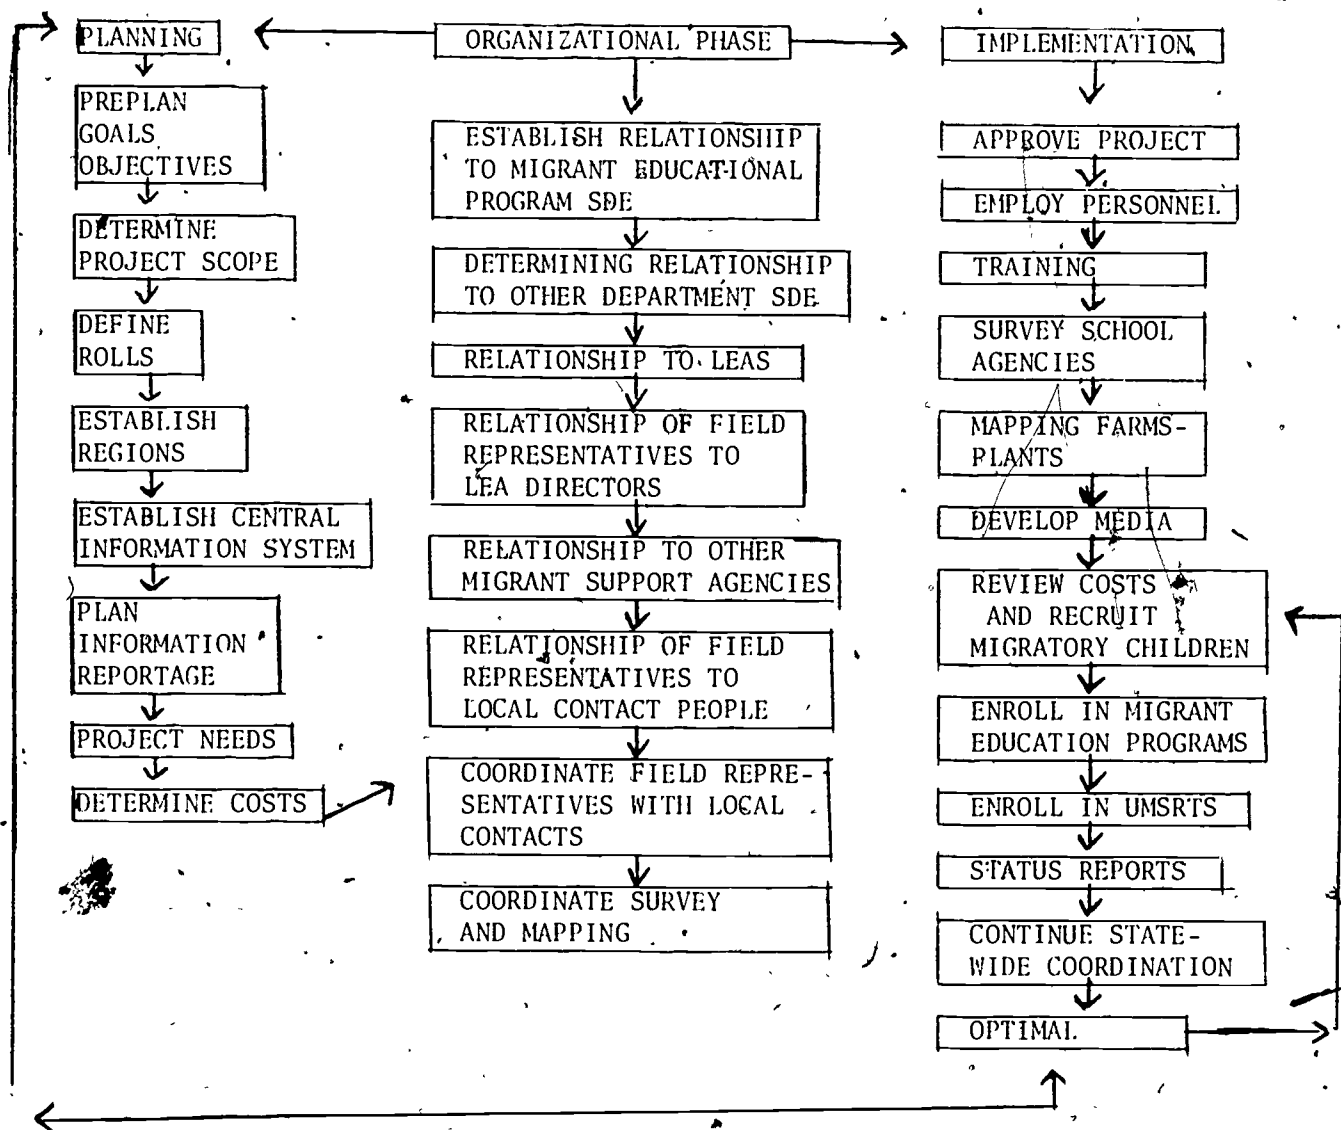 PLANNING
PREPLAN
GOALS
OBJECTIVES
DETERMINE
PROJECT SCOPE
DEFINE
ROLLS
ESTABLISH
REGIONS
ESTABLISH CENTRAL
INFORMATION SYSTEM
PLAN
INFORMATION
REPORTAGE
PROJECT NEEDS
DETERMINE COSTS
ORGANIZATIONAL PHASE
ESTABLISH RELATIONSHIP
TO MIGRANT EDUCATIONAL
PROGRAM SDE
DETERMINING RELATIONSHIP
TO OTHER DEPARTMENT SDE
RELATIONSHIP TO LEAS
RELATIONSHIP OF FIELD
REPRESENTATIVES TO
LEA DIRECTORS
RELATIONSHIP TO OTHER
MIGRANT SUPPORT AGENCIES
RELATIONSHIP OF FIELD
REPRESENTATIVES TO
LOCAL CONTACT PEOPLE
COORDINATE FIELD REPRE-
SENTATIVES WITH LOCAL
CONTACTS
COORDINATE SURVEY
AND MAPPING
IMPLEMENTATION
APPROVE PROJECT
EMPLOY PERSONNEL
TRAINING
SURVEY SCHOOL
AGENCIES
MAPPING FARMS-
PLANTS
DEVELOP MEDIA
REVIEW COSTS
AND RECRUIT
MIGRATORY CHILDREN
ENROLL IN MIGRANT
EDUCATION PROGRAMS
ENROLL IN UMSRTS
STATUS REPORTS
CONTINUE STATE-
WIDE COORDINATION
OPTIMAL